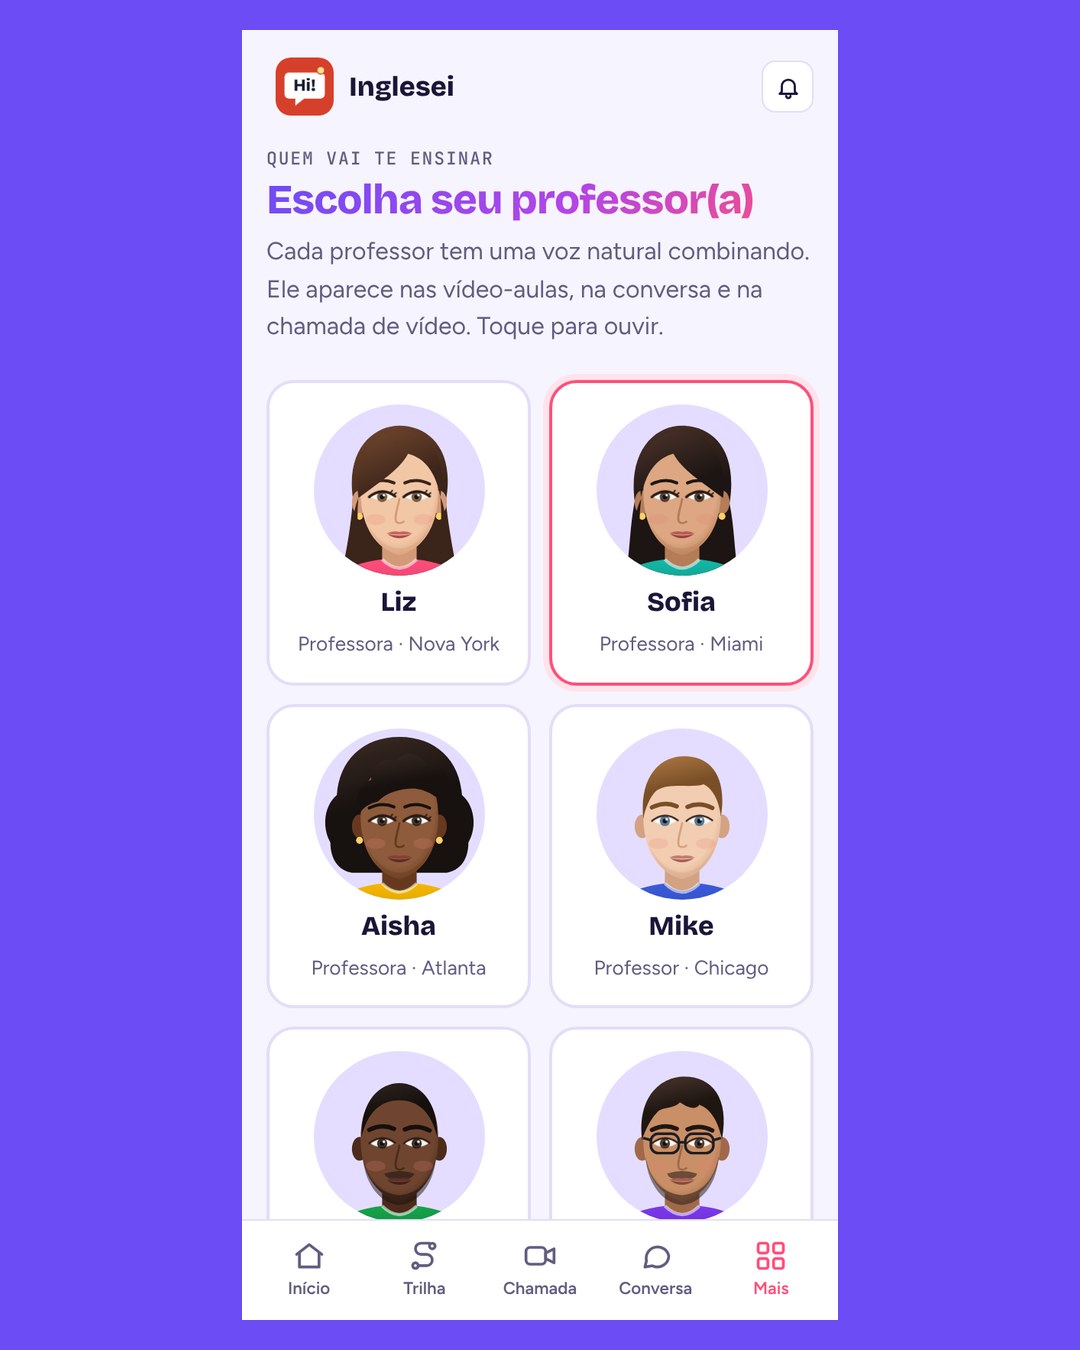 Hi!
Inglesei
QUEM VAI TE ENSINAR
Escolha seu professor(a)
Cada professor tem uma voz natural combinando.
Ele aparece nas vídeo-aulas, na conversa e na
chamada de vídeo. Toque para ouvir.
Liz
Professora · Nova York
Sofia
Professora · Miami
Aisha
Professora · Atlanta
Mike
Professor · Chicago
Início
Trilha
Chamada
Conversa
Mais